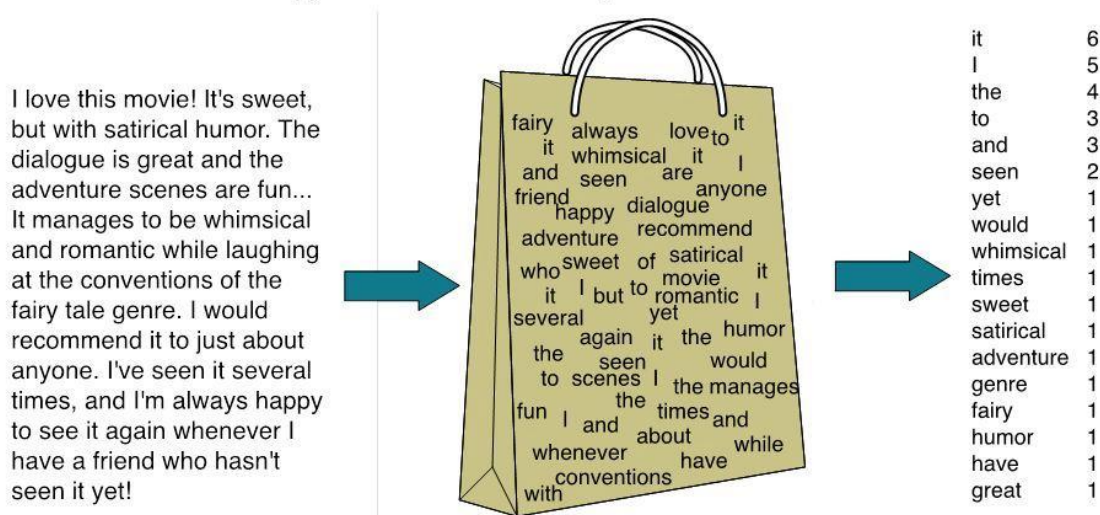 I love this movie! It's sweet,
but with satirical humor. The
dialogue is great and the
adventure scenes are fun...
It manages to be whimsical
and romantic while laughing
at the conventions of the
fairy tale genre. I would
recommend it to just about
anyone. I've seen it several
times, and I'm always happy
to see it again whenever I
have a friend who hasn't
seen it yet!
fairy always love to it
it whimsical it I
and seen are anyone
friend happy dialogue
adventure recommend
who sweet of satirical
it I but to movie it
several romantic I
yet
again it the humor
the seen would
to scenes I the manages
the
fun I and times and
about
whenever have while
conventions
with
it 6
I 5
the 4
to 3
and 3
seen 2
yet 1
would 1
whimsical 1
times 1
sweet 1
satirical 1
adventure 1
genre 1
fairy 1
humor 1
have 1
great 1